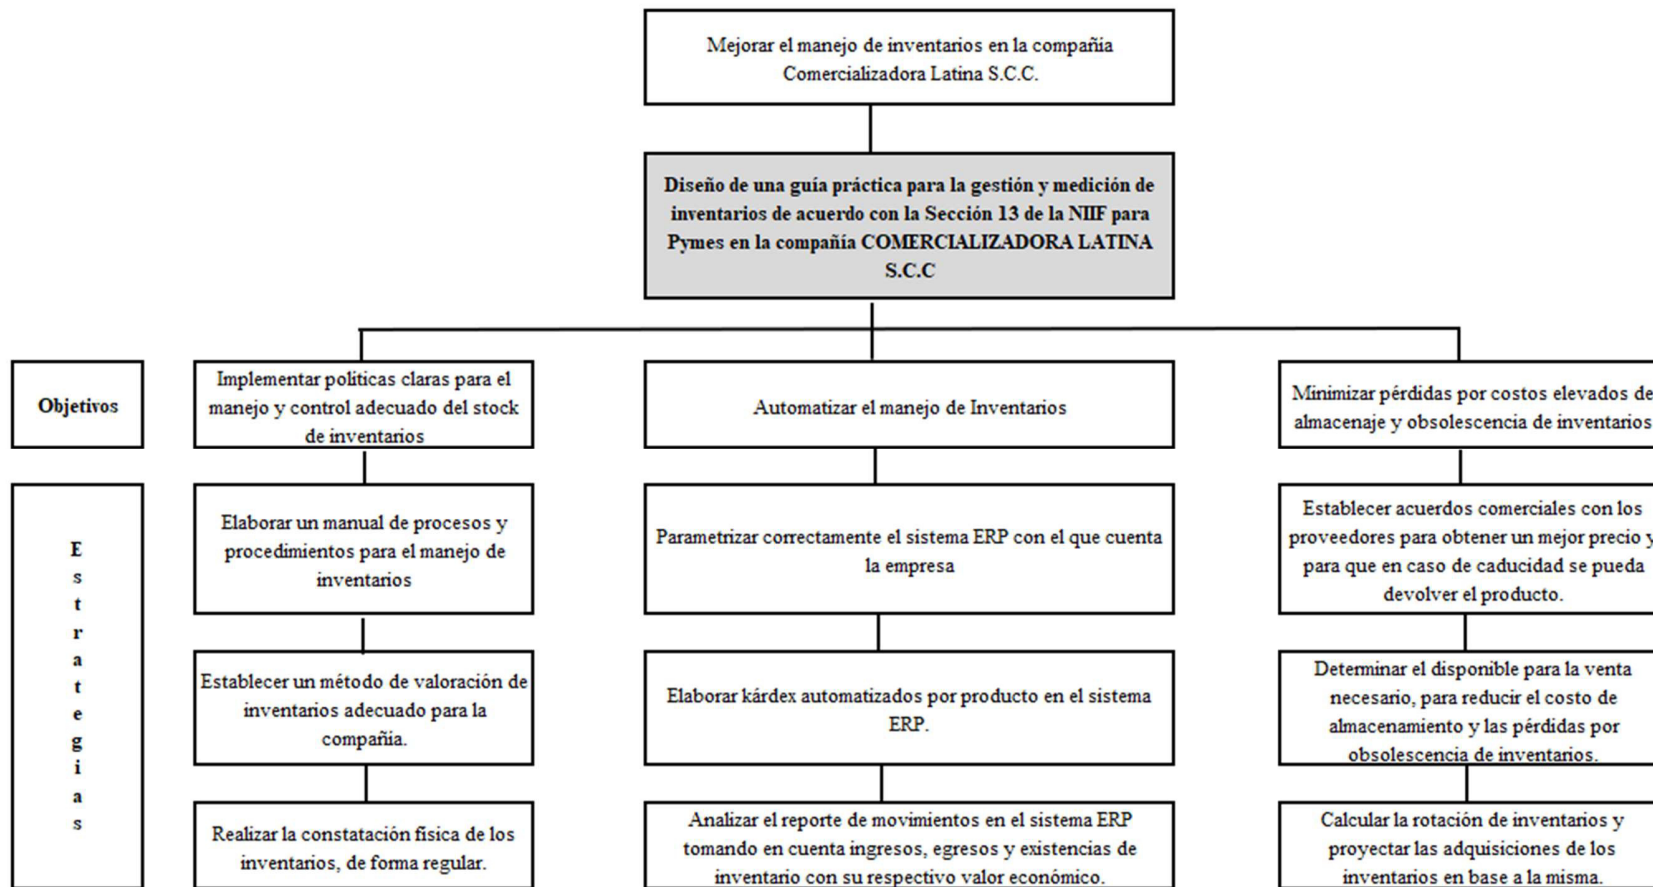 Mejorar el manejo de inventarios en la compañía
Comercializadora Latina S.C.C.
Diseño de una guía práctica para la gestión y medición de
inventarios de acuerdo con la Sección 13 de la NIIF para
Pymes en la compañía COMERCIALIZADORA LATINA
S.C.C
Objetivos
Implementar políticas claras para el
manejo y control adecuado del stock
de inventarios
Automatizar el manejo de Inventarios
Minimizar pérdidas por costos elevados de
almacenaje y obsolescencia de inventarios
E
s
t
r
a
t
e
g
i
a
s
Elaborar un manual de procesos y
procedimientos para el manejo de
inventarios
Parametrizar correctamente el sistema ERP con el que cuenta
la empresa
Establecer acuerdos comerciales con los
proveedores para obtener un mejor precio y
para que en caso de caducidad se pueda
devolver el producto.
Establecer un método de valoración de
inventarios adecuado para la
compañía.
Elaborar kárdex automatizados por producto en el sistema
ERP.
Determinar el disponible para la venta
necesario, para reducir el costo de
almacenamiento y las pérdidas por
obsolescencia de inventarios.
Realizar la constatación física de los
inventarios, de forma regular.
Analizar el reporte de movimientos en el sistema ERP
tomando en cuenta ingresos, egresos y existencias de
inventario con su respectivo valor económico.
Calcular la rotación de inventarios y
proyectar las adquisiciones de los
inventarios en base a la misma.